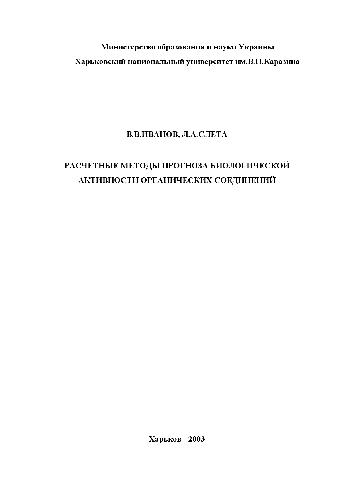 Министерство образования и науки Украины
Харьковский национальный университет им.В.Н.Каразина
В.В.ИВАНОВ, Л.А.СЛЕТА
РАСЧЕТНЫЕ МЕТОДЫ ПРОГНОЗА БИОЛОГИЧЕСКОЙ
АКТИВНОСТИ ОРГАНИЧЕСКИХ СОЕДИНЕНИЙ
Харьков 2003